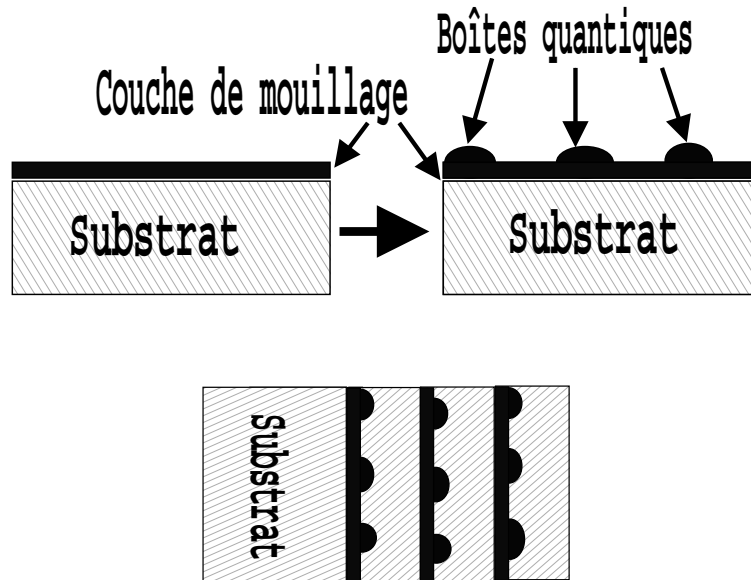 Boîtes quantiques
Couche de mouillage
Substrat
Substrat
Substrat